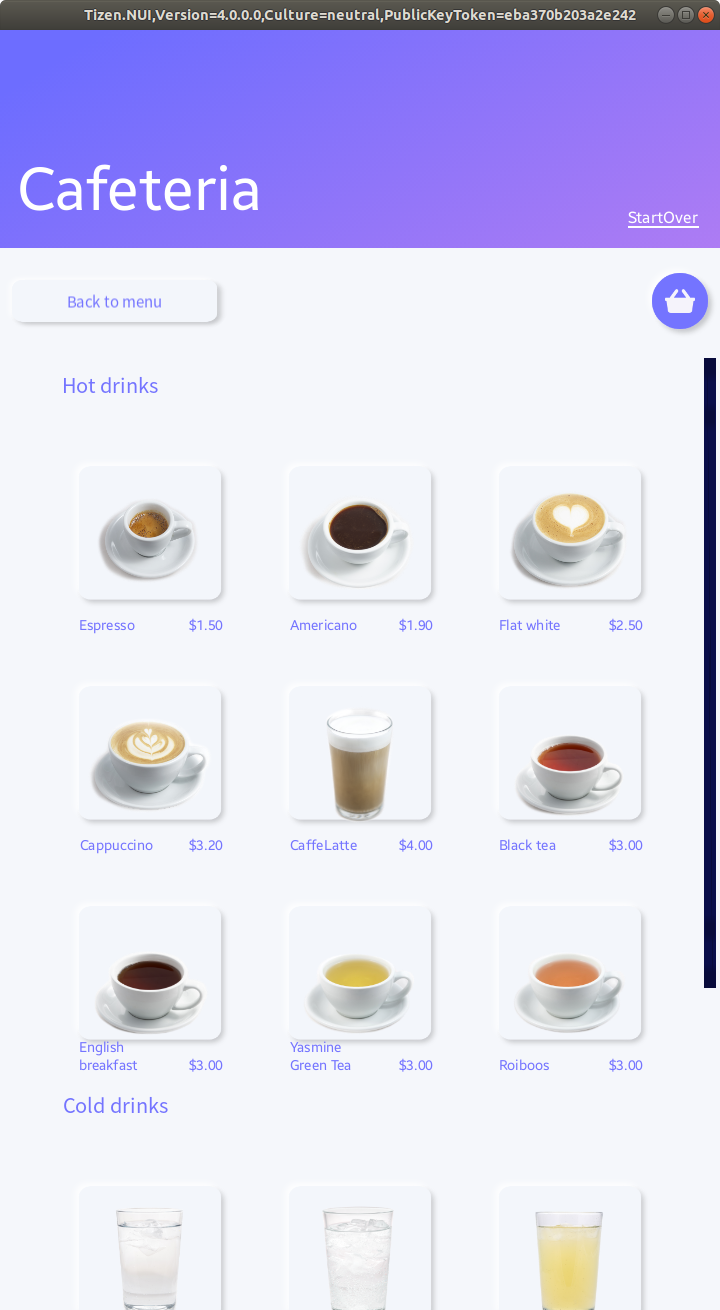 Tizen.NUI,Version=4.0.0.0,Culture=neutral,PublicKeyToken=eba370b203a2e242
Cafeteria
StartOver
Back to menu
Hot drinks
Espresso $1.50
Americano $1.90
Flat white $2.50
Cappuccino $3.20
CaffeLatte $4.00
Black tea $3.00
English
breakfast $3.00
Yasmine
Green Tea $3.00
Roiboos $3.00
Cold drinks